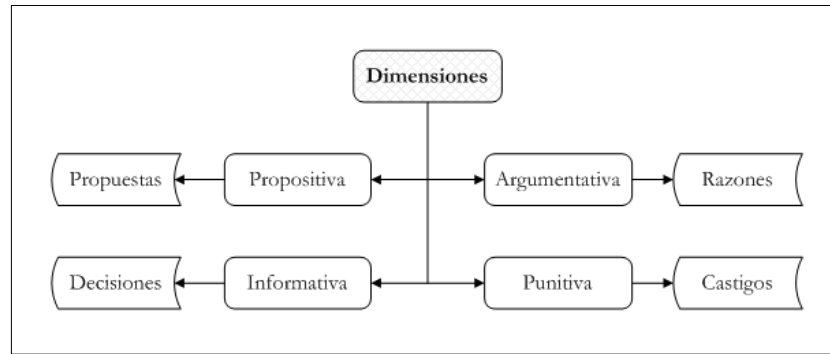 Dimensiones
Propuestas
Propositiva
Argumentativa
Razones
Decisiones
Informativa
Punitiva
Castigos